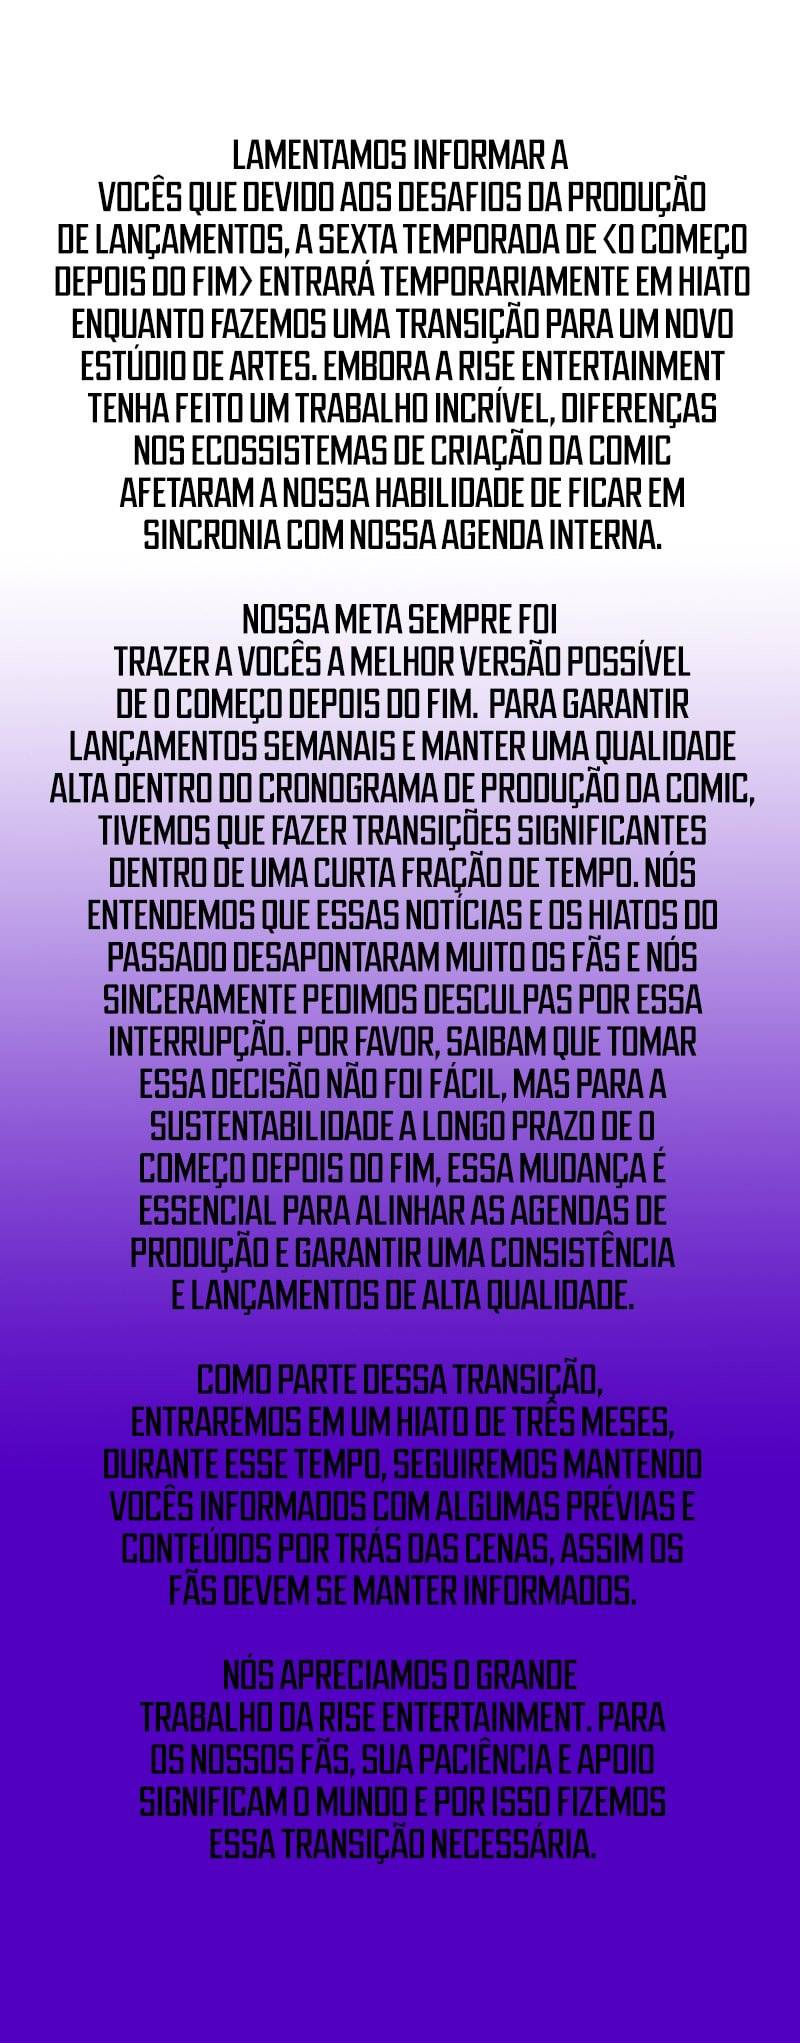 LAMENTAMOS INFORMAR A
VOCÊS QUE DEVIDO AOS DESAFIOS DA PRODUÇÃO
DE LANÇAMENTOS, A SEXTA TEMPORADA DE <O COMEÇO
DEPOIS DO FIM> ENTRARÁ TEMPORARIAMENTE EM HIATO
ENQUANTO FAZEMOS UMA TRANSIÇÃO PARA UM NOVO
ESTÚDIO DE ARTES. EMBORA A RISE ENTERTAINMENT
TENHA FEITO UM TRABALHO INCRÍVEL, DIFERENÇAS
NOS ECOSSISTEMAS DE CRIAÇÃO DA COMIC
AFETARAM A NOSSA HABILIDADE DE FICAR EM
SINCRONIA COM NOSSA AGENDA INTERNA.
NOSSA META SEMPRE FOI
TRAZER A VOCÊS A MELHOR VERSÃO POSSÍVEL
DE O COMEÇO DEPOIS DO FIM. PARA GARANTIR
LANÇAMENTOS SEMANAIS E MANTER UMA QUALIDADE
ALTA DENTRO DO CRONOGRAMA DE PRODUÇÃO DA COMIC,
TIVEMOS QUE FAZER TRANSIÇÕES SIGNIFICANTES
DENTRO DE UMA CURTA FRAÇÃO DE TEMPO. NÓS
ENTENDEMOS QUE ESSAS NOTÍCIAS E OS HIATOS DO
PASSADO DESAPONTARAM MUITO OS FÃS E NÓS
SINCERAMENTE PEDIMOS DESCULPAS POR ESSA
INTERRUPÇÃO. POR FAVOR, SAIBAM QUE TOMAR
ESSA DECISÃO NÃO FOI FÁCIL, MAS PARA A
SUSTENTABILIDADE A LONGO PRAZO DE O
COMEÇO DEPOIS DO FIM, ESSA MUDANÇA É
ESSENCIAL PARA ALINHAR AS AGENDAS DE
PRODUÇÃO E GARANTIR UMA CONSISTÊNCIA
E LANÇAMENTOS DE ALTA QUALIDADE.
COMO PARTE DESSA TRANSIÇÃO,
ENTRAREMOS EM UM HIATO DE TRÊS MESES,
DURANTE ESSE TEMPO, SEGUIREMOS MANTENDO
VOCÊS INFORMADOS COM ALGUMAS PRÉVIAS E
CONTEÚDOS POR TRÁS DAS CENAS, ASSIM OS
FÃS DEVEM SE MANTER INFORMADOS.
NÓS APRECIAMOS O GRANDE
TRABALHO DA RISE ENTERTAINMENT. PARA
OS NOSSOS FÃS, SUA PACIÊNCIA E APOIO
SIGNIFICAM O MUNDO E POR ISSO FIZEMOS
ESSA TRANSIÇÃO NECESSÁRIA.